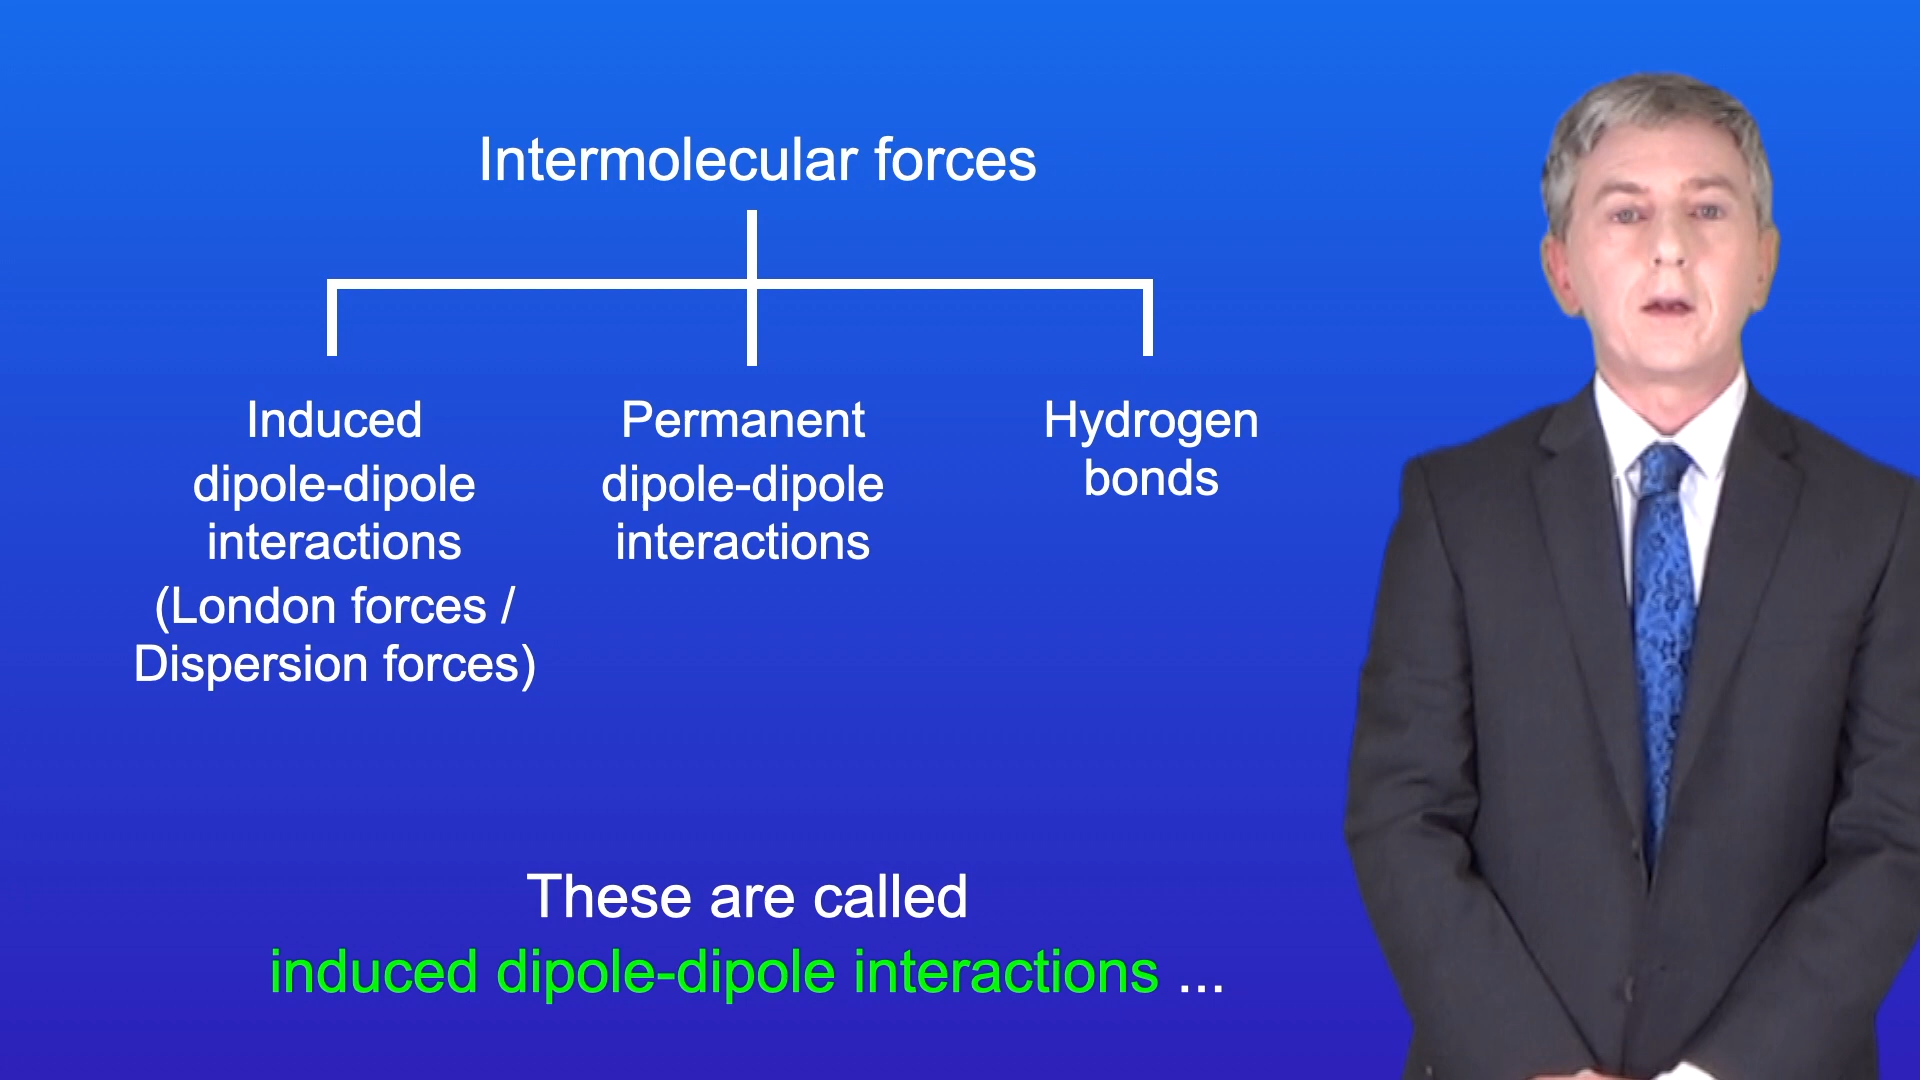 Intermolecular forces
Induced
dipole-dipole
interactions
(London forces /
Dispersion forces)
Permanent
dipole-dipole
interactions
Hydrogen
bonds
These are called
induced dipole-dipole interactions ...